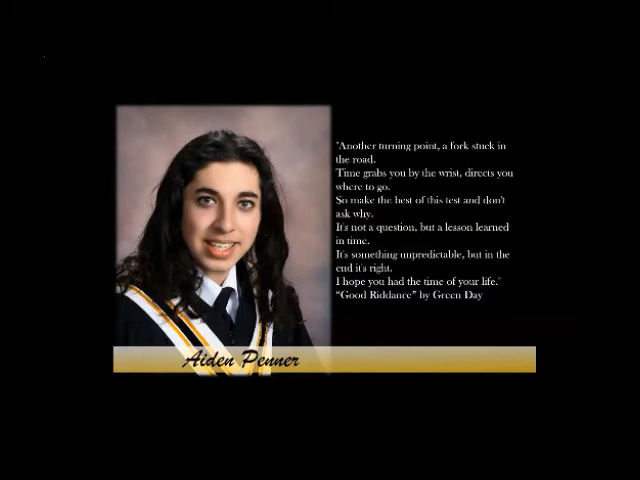 "Another turning point, a fork stuck in
the road.
Time grabs you by the wrist, directs you
where to go.
So make the best of this test and don't
ask why.
It's not a question, but a lesson learned
in time.
It's something unpredictable, but in the
end it's right.
I hope you had the time of your life."
"Good Riddance" by Green Day
Aiden Penner